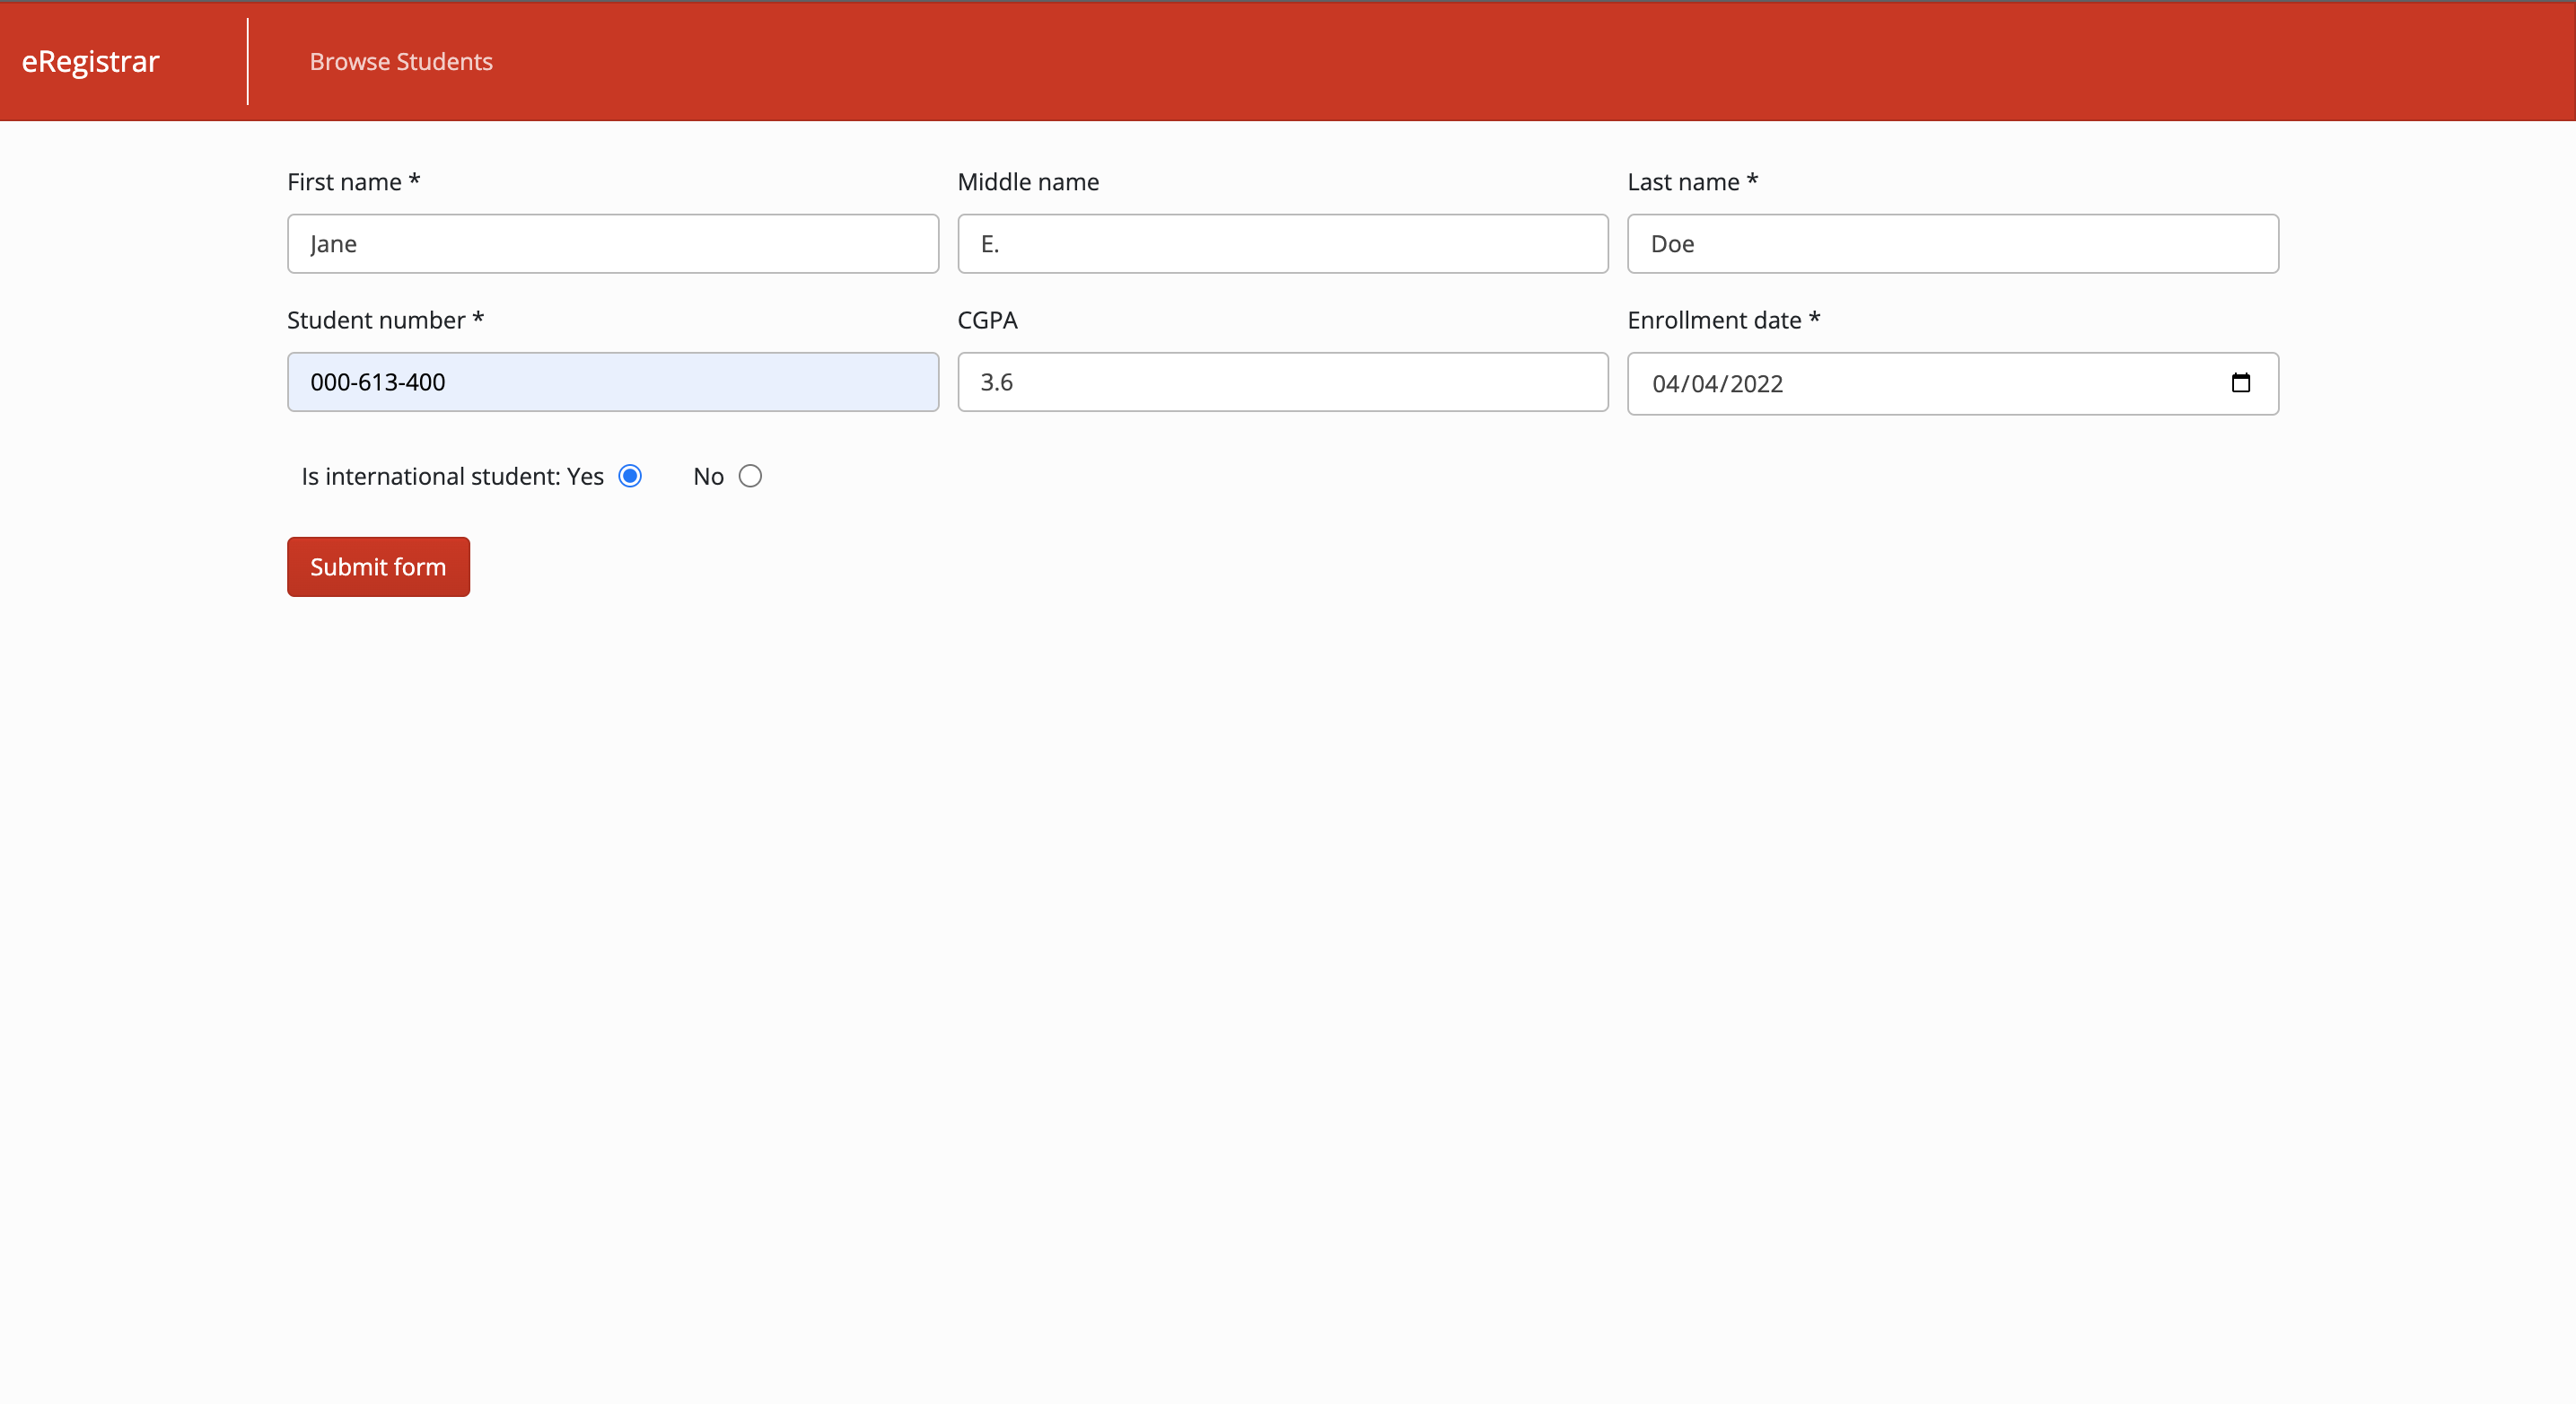 eRegistrar
Browse Students
First name *
Middle name
Last name *
Jane
E.
Doe
Student number *
CGPA
Enrollment date *
000-613-400
3.6
04/04/2022
Is international student: Yes
No
Submit form